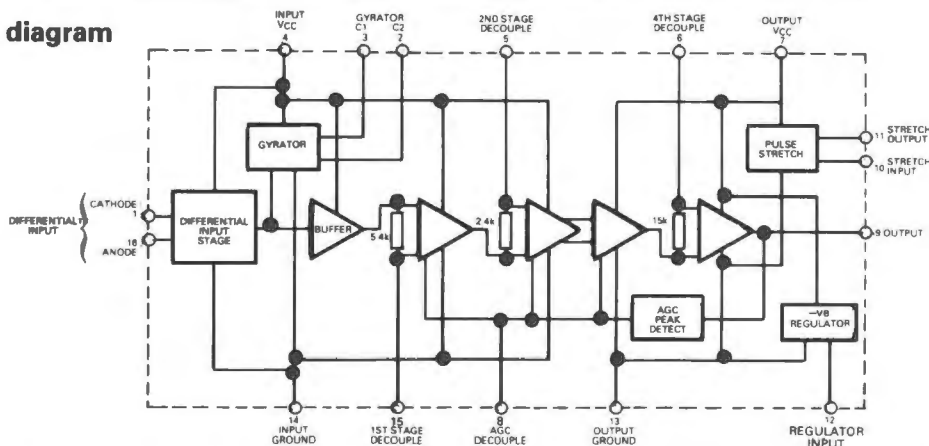 diagram
INPUT
VCC
4
GYRATOR
C1 C2
3 2
2ND STAGE
DECOUPLE
5
4TH STAGE
DECOUPLE
6
OUTPUT
VCC
7
GYRATOR
PULSE
STRETCH
11 STRETCH
OUTPUT
10 STRETCH
INPUT
DIFFERENTIAL
INPUT
CATHODE
1
16
ANODE
DIFFERENTIAL
INPUT
STAGE
BUFFER
5.4k
2.4k
15k
9 OUTPUT
AGC
PEAK
DETECT
–VB
REGULATOR
14
INPUT
GROUND
15
1ST STAGE
DECOUPLE
8
AGC
DECOUPLE
13
OUTPUT
GROUND
12
REGULATOR
INPUT